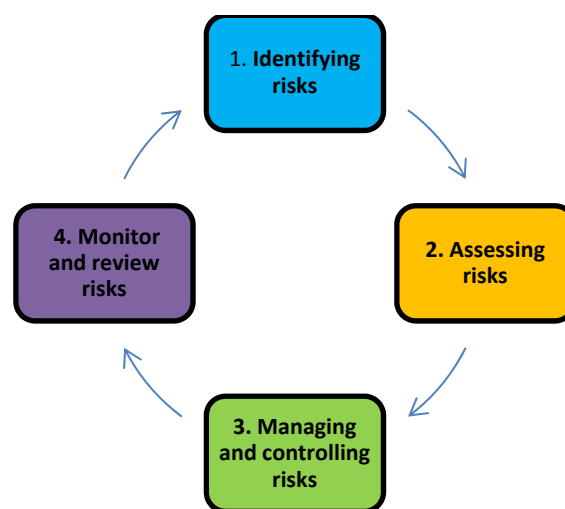 1. Identifying
risks
2. Assessing
risks
3. Managing
and controlling
risks
4. Monitor
and review
risks